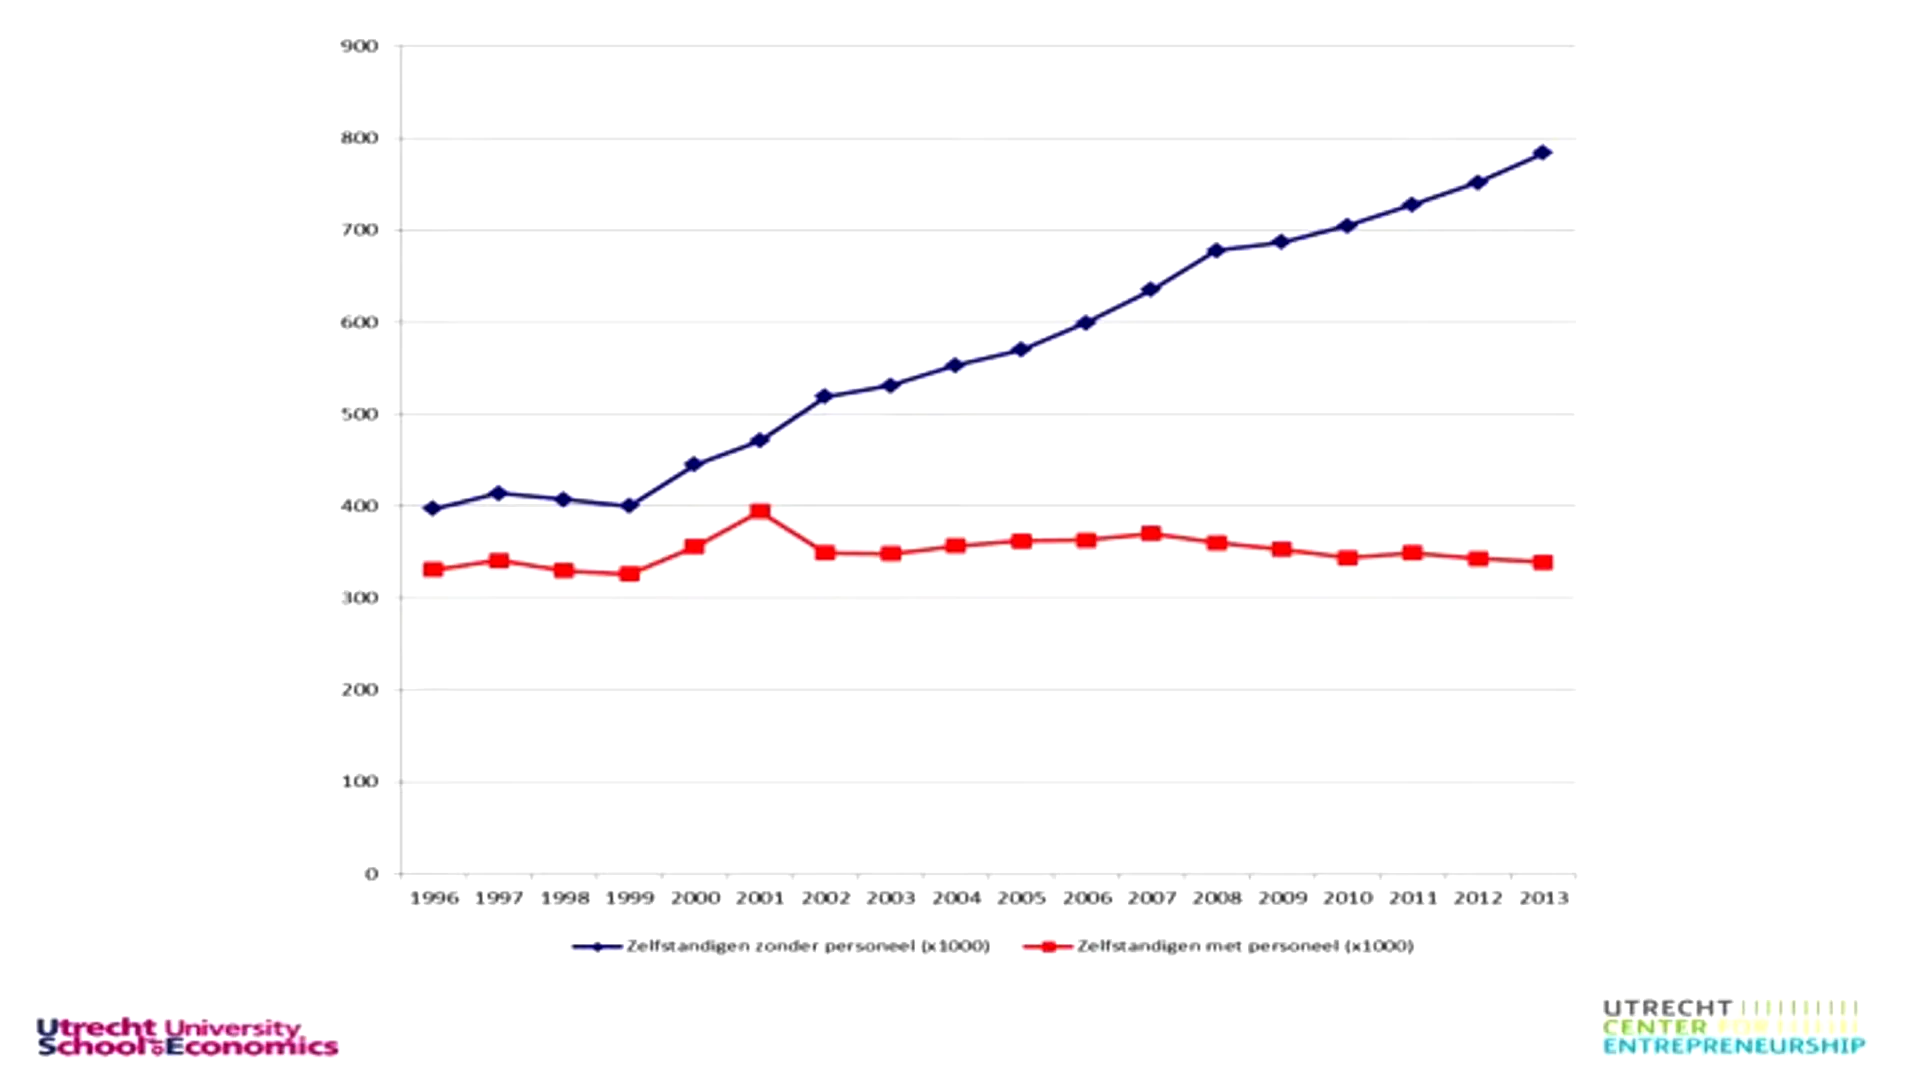 900
800
700
600
500
400
300
200
100
0
1996 1997 1998 1999 2000 2001 2002 2003 2004 2005 2006 2007 2008 2009 2010 2011 2012 2013
Zelfstandigen zonder personeel (x1000) Zelfstandigen met personeel (x1000)
Utrecht University
School of Economics
UTRECHT
CENTER FOR
ENTREPRENEURSHIP